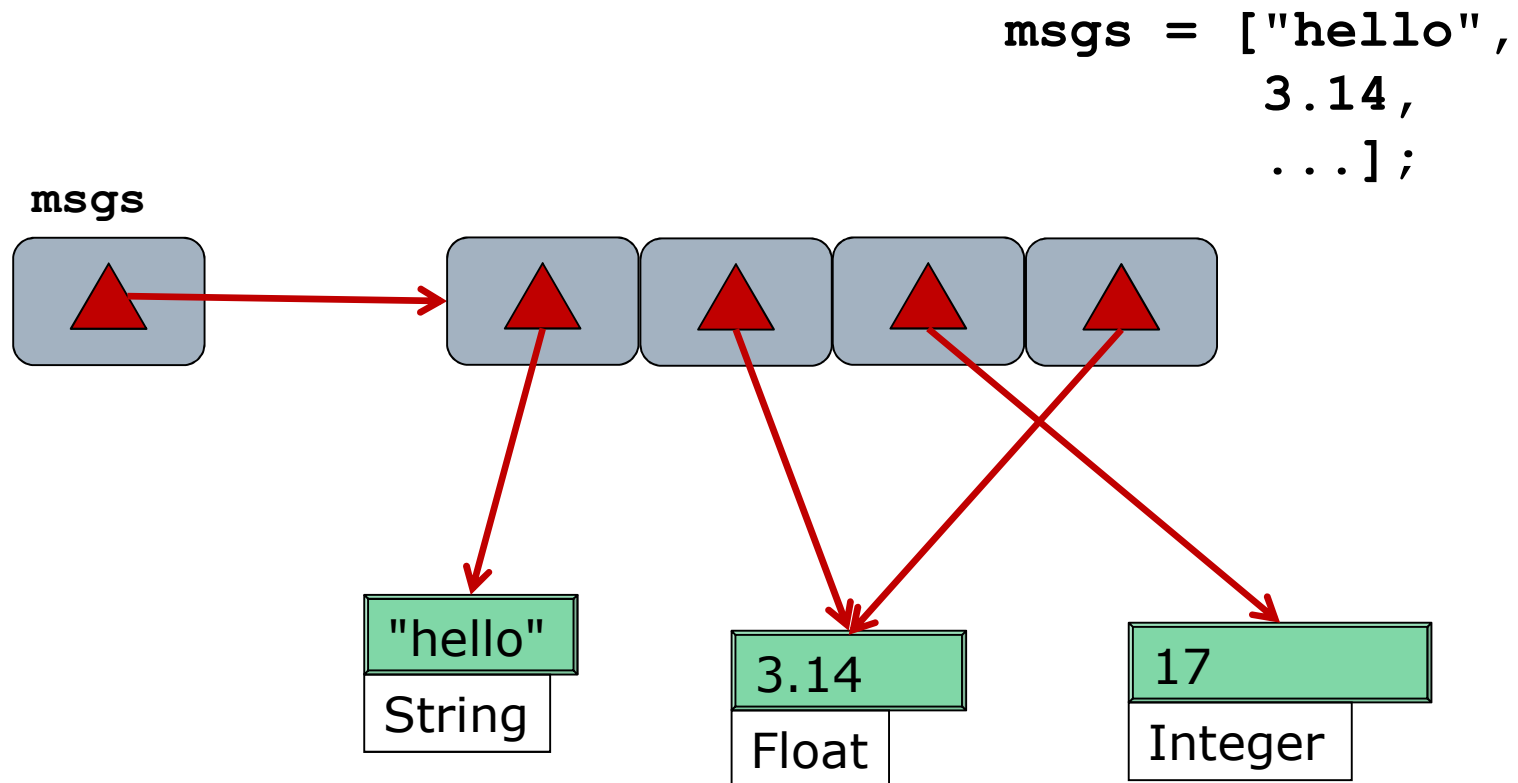 msgs = ["hello",
3.14,
...];
msgs
"hello"
String
3.14
Float
17
Integer